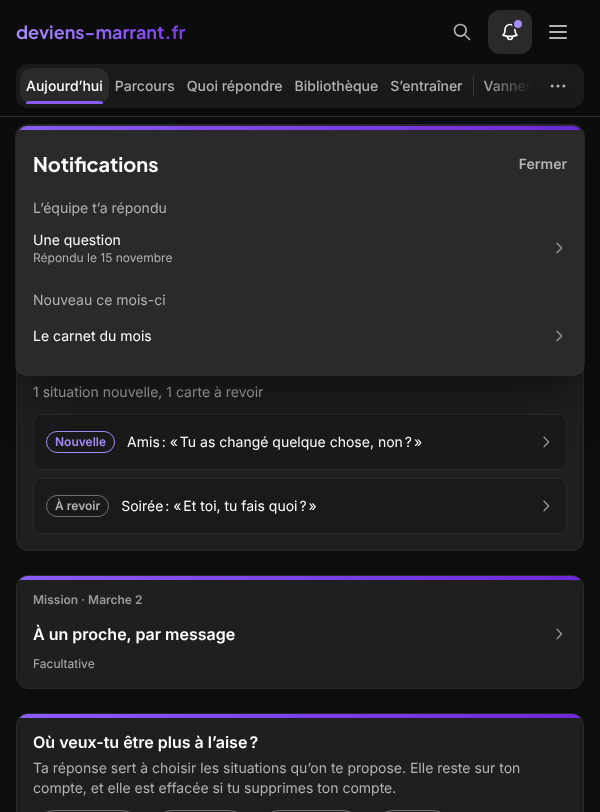 deviens-marrant.fr
Aujourd’hui Parcours Quoi répondre Bibliothèque S’entraîner Vannes
Notifications
Fermer
L’équipe t’a répondu
Une question
Répondu le 15 novembre
Nouveau ce mois-ci
Le carnet du mois
1 situation nouvelle, 1 carte à revoir
Nouvelle Amis : « Tu as changé quelque chose, non ? »
À revoir Soirée : « Et toi, tu fais quoi ? »
Mission · Marche 2
À un proche, par message
Facultative
Où veux-tu être plus à l’aise ?
Ta réponse sert à choisir les situations qu’on te propose. Elle reste sur ton
compte, et elle est effacée si tu supprimes ton compte.